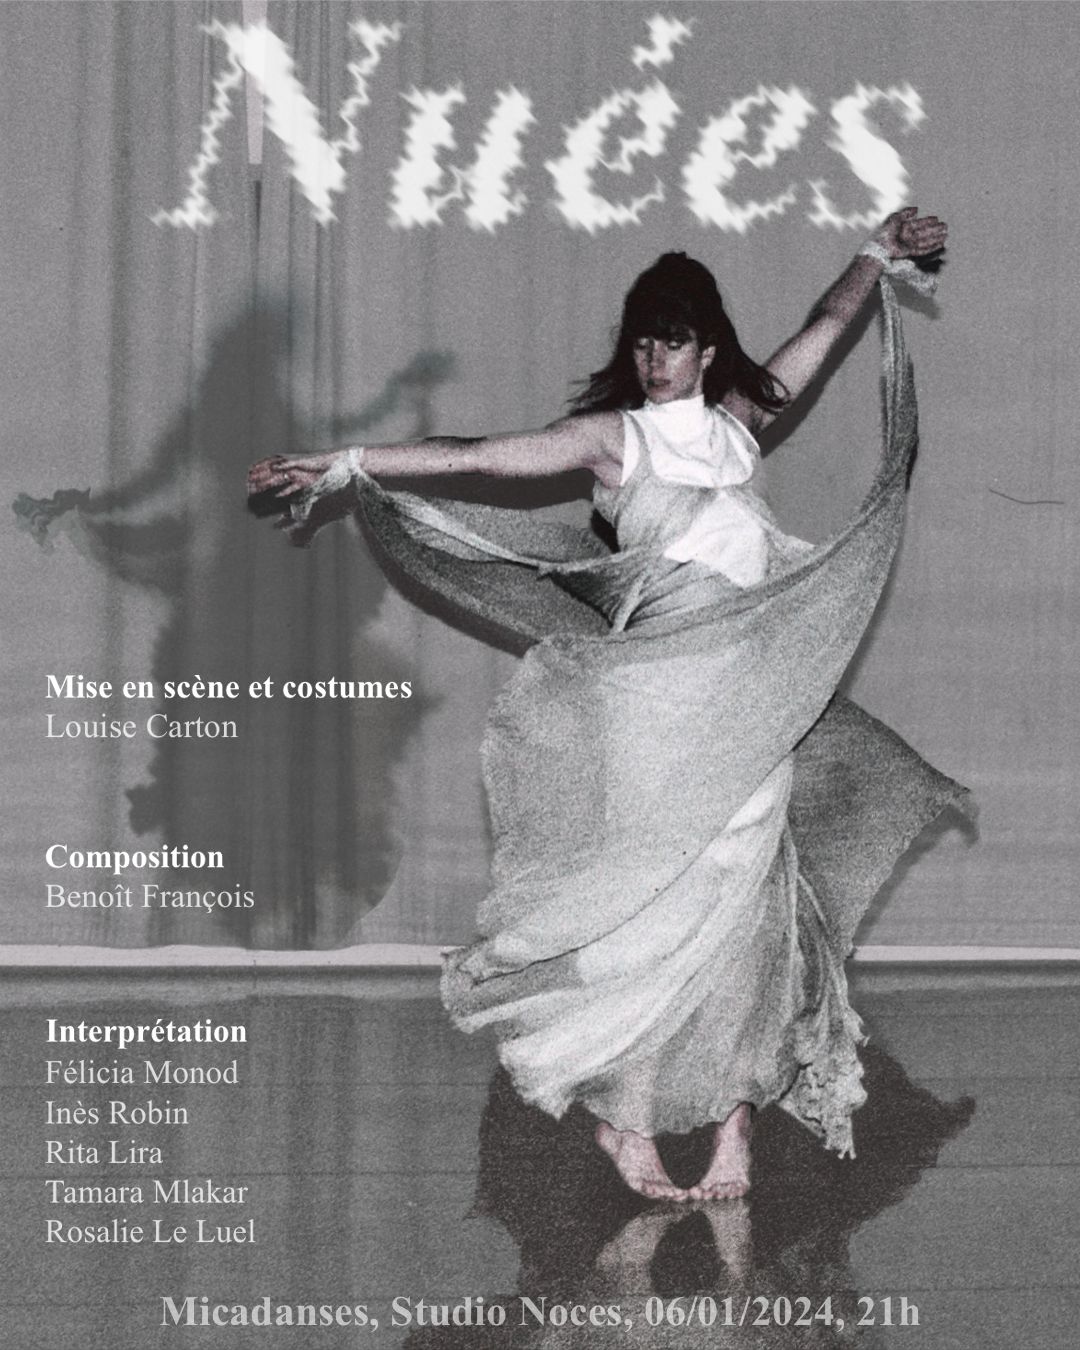 Nuées
Mise en scène et costumes
Louise Carton
Composition
Benoît François
Interprétation
Félicia Monod
Inès Robin
Rita Lira
Tamara Mlakar
Rosalie Le Luel
Micadanses, Studio Noces, 06/01/2024, 21h